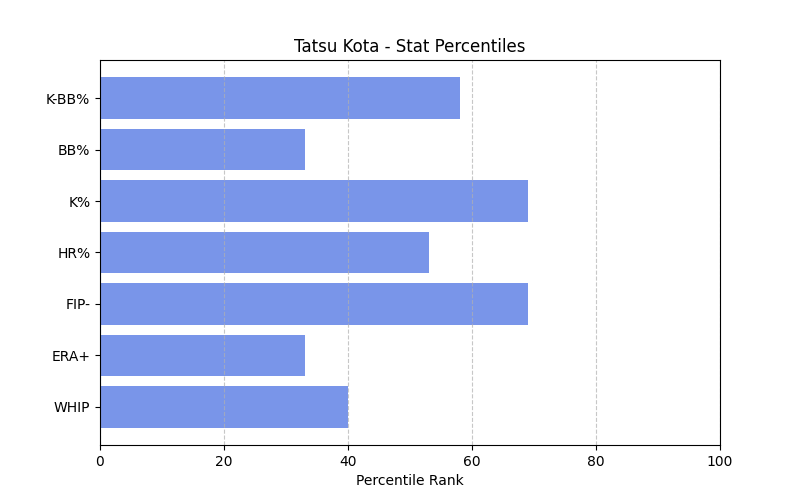 Tatsu Kota - Stat Percentiles
K-BB%
BB%
K%
HR%
FIP-
ERA+
WHIP
0 20 40 60 80 100
Percentile Rank